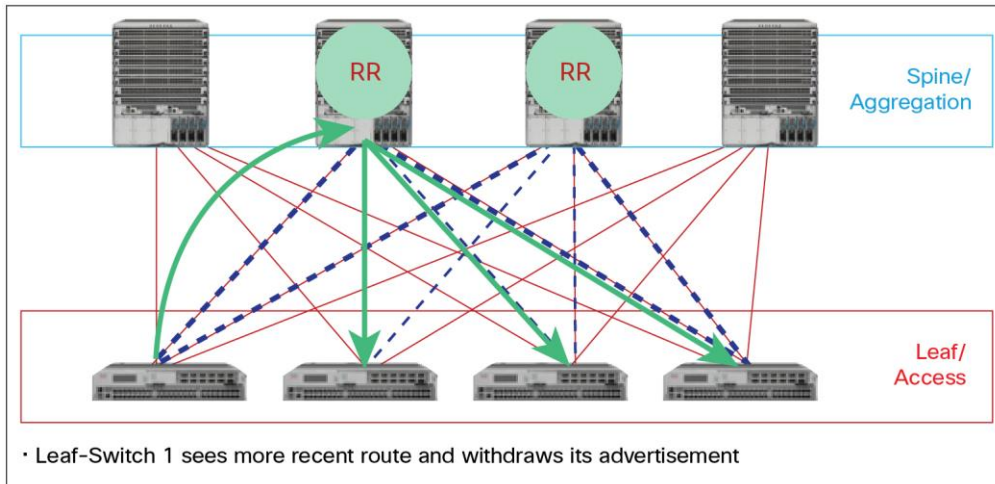 RR
RR
Spine/
Aggregation
Leaf/
Access
· Leaf-Switch 1 sees more recent route and withdraws its advertisement